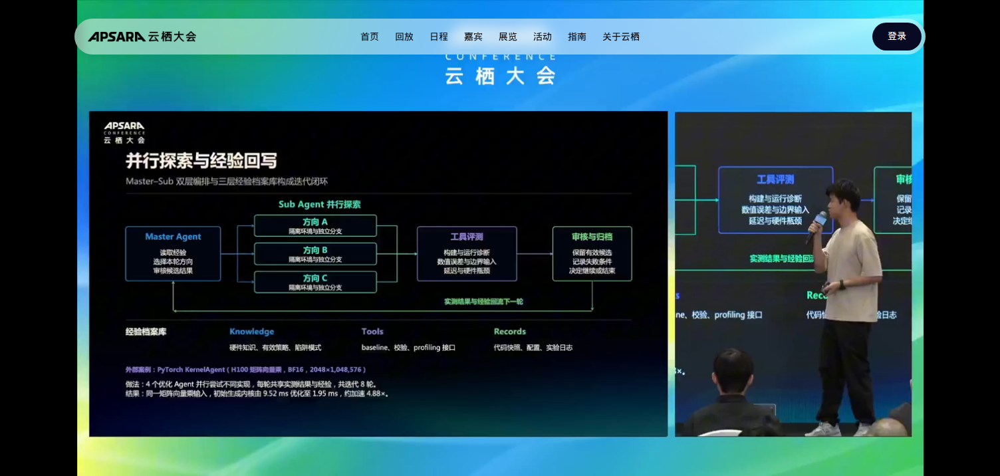 APSARA 云栖大会
首页 回放 日程 嘉宾 展览 活动 指南 关于云栖
登录
CONFERENCE
云栖大会
APSARA
CONFERENCE
云栖大会
并行探索与经验回写
Master–Sub 双层编排与三层经验档案库构成迭代闭环
Sub Agent 并行探索
Master Agent
读取经验
选择本轮方向
审核候选结果
方向 A
隔离环境与独立分支
方向 B
隔离环境与独立分支
方向 C
隔离环境与独立分支
工具评测
构建与运行诊断
数值误差与边界输入
延迟与硬件瓶颈
审核与归档
保留有效候选
记录失败条件
决定继续或结束
实测结果与经验回流下一轮
经验档案库
Knowledge
硬件知识、有效策略、陷阱模式
Tools
baseline、校验、profiling 接口
Records
代码快照、配置、实验日志
外部案例：PyTorch KernelAgent（H100 矩阵向量乘，BF16，2048×1,048,576）
做法：4 个优化 Agent 并行尝试不同实现，每轮共享实测结果与经验，共迭代 8 轮。
结果：同一矩阵向量乘输入，初始生成内核由 9.52 ms 优化至 1.95 ms，约加速 4.88×。
工具评测
构建与运行诊断
数值误差与边界输入
延迟与硬件瓶颈
审核
保留
记录
决定继
实测结果与经验回流
s
Reco
ne、校验、profiling 接口
代码快
验日志
×。